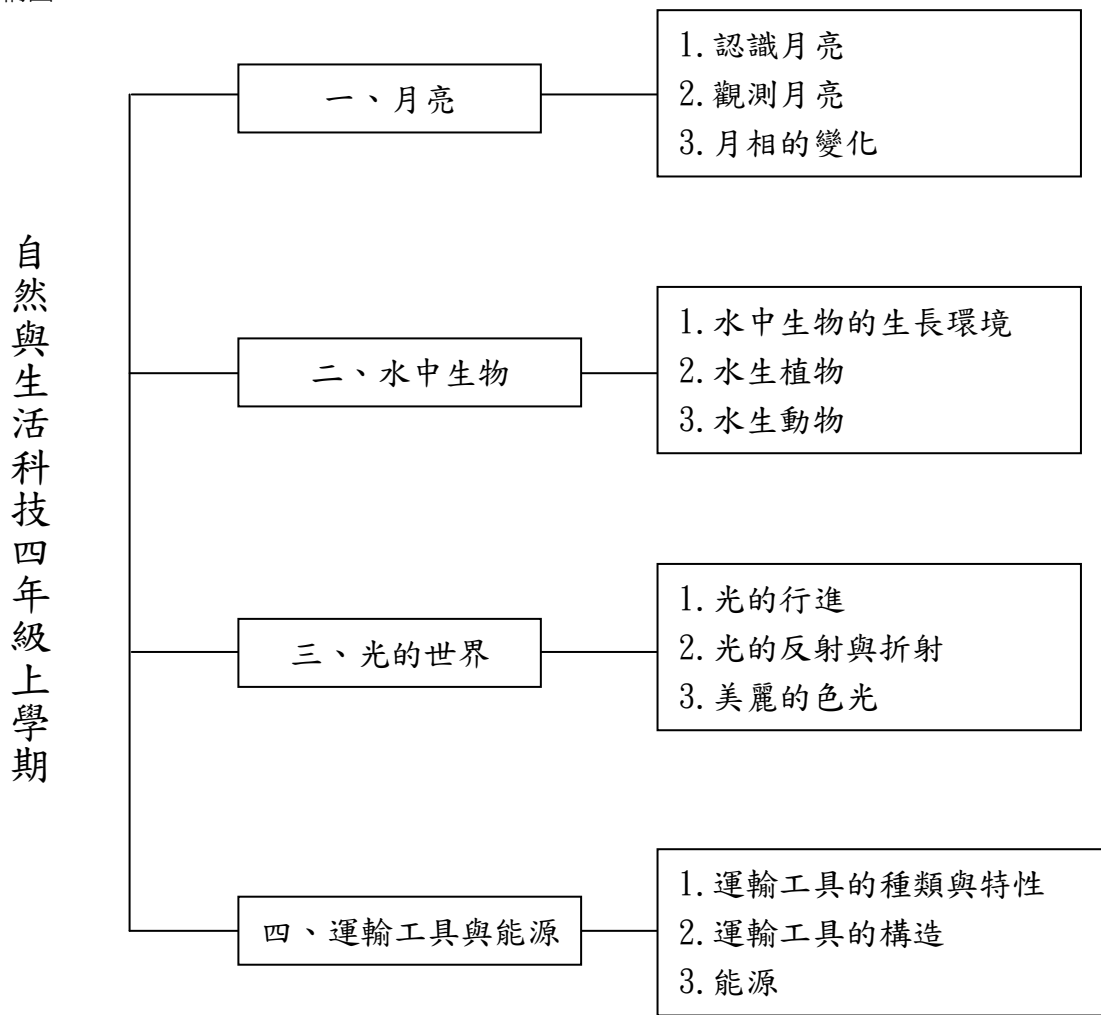 自然與生活科技四年級上學期
一、月亮
1.認識月亮
2.觀測月亮
3.月相的變化
二、水中生物
1.水中生物的生長環境
2.水生植物
3.水生動物
三、光的世界
1.光的行進
2.光的反射與折射
3.美麗的色光
四、運輸工具與能源
1.運輸工具的種類與特性
2.運輸工具的構造
3.能源